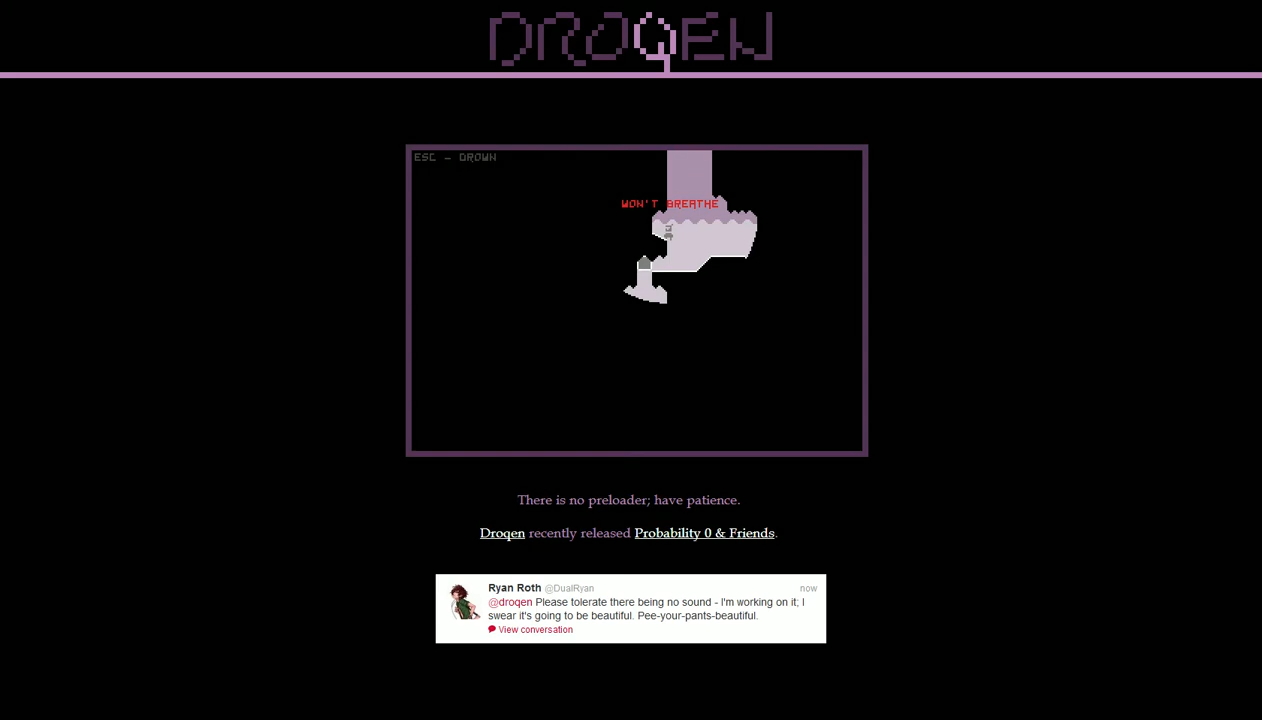 DROQEN
ESC - DROWN
WON'T BREATHE
There is no preloader; have patience.
Droqen recently released Probability 0 & Friends.
Ryan Roth @DualRyan now
@droqen Please tolerate there being no sound - I'm working on it; I
swear it's going to be beautiful. Pee-your-pants-beautiful.
View conversation